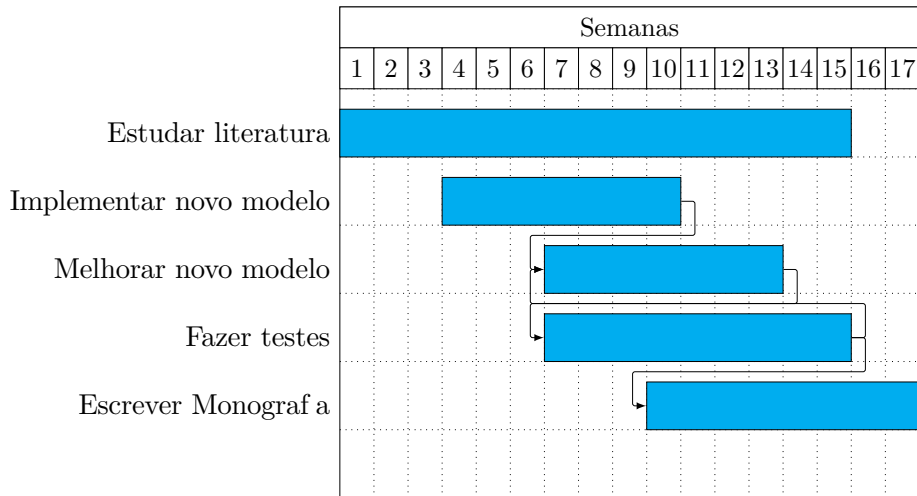 Semanas
1 2 3 4 5 6 7 8 9 10 11 12 13 14 15 16 17
Estudar literatura
Implementar novo modelo
Melhorar novo modelo
Fazer testes
Escrever Monograf a